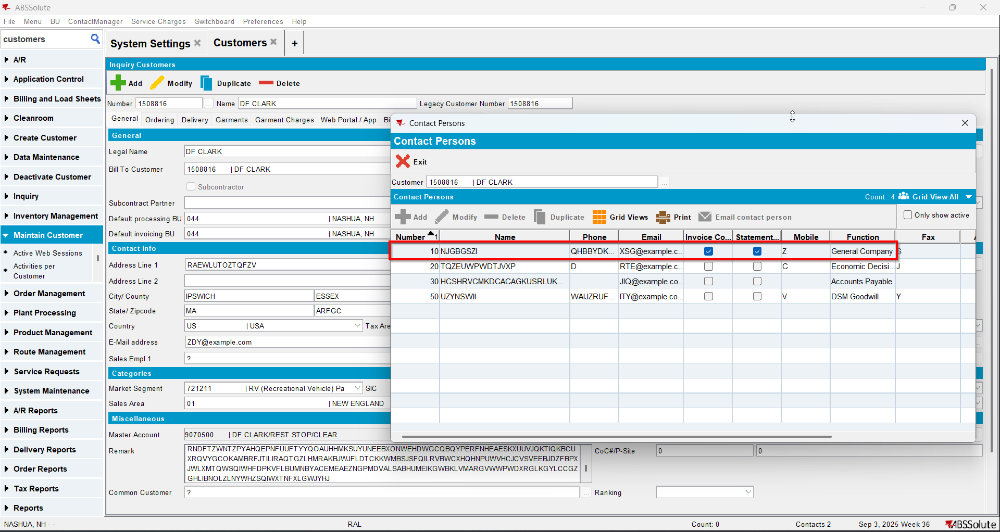 ABSSolute
File Menu BU ContactManager Service Charges Switchboard Preferences Help
customers
System Settings
Customers
+
A/R
Application Control
Billing and Load Sheets
Cleanroom
Create Customer
Data Maintenance
Deactivate Customer
Inquiry
Inventory Management
Maintain Customer
Active Web Sessions
Activities per
Customer
Order Management
Plant Processing
Product Management
Route Management
Service Requests
System Maintenance
A/R Reports
Billing Reports
Delivery Reports
Order Reports
Tax Reports
Reports
Inquiry Customers
Add Modify Duplicate Delete
Number 1508816 ... Name DF CLARK Legacy Customer Number 1508816
General Ordering Delivery Garments Garment Charges Web Portal / App Bi
General
Legal Name DF CLARK
Bill To Customer 1508816 | DF CLARK
Subcontractor
Subcontract Partner
Default processing BU 044 | NASHUA, NH
Default invoicing BU 044 | NASHUA, NH
Contact info
Address Line 1 RAEWLUTOZTQFZV
Address Line 2
City/ County IPSWICH ESSEX
State/ Zipcode MA ARFGC
Country US | USA Tax Are
E-Mail address ZDY@example.com
Sales Empl.1 ?
Categories
Market Segment 721211 | RV (Recreational Vehicle) Pa SIC
Sales Area 01 | NEW ENGLAND
Miscellaneous
Master Account 9070500 | DF CLARK/REST STOP/CLEAR
Remark RNDFTZWNTZPYAHQEPNFUUFTYYQOAUHHMKSUYUNEEBXONWEHDWGCQBQYPERFNHEAESKXUUVJQKTIQKBCU
XRQVYGCOKAMBRFJTILIRAQTGZLHMRAKBJWJFLDTCKKWMBSJSFQILRVBWCXHQHNPUWVHCJCVSVEEBJDZFBPX
JWLXMTQWSQIWHFDPKVFLBUMNBYACEMEAEZNGPMDVALSABHUMEIKGWBKLVMARGVWWPWDXRGLKGYLCCGZ
GHLIBNOLZLNYWHZSQIWXTNFXLGWJYHJ
CoC#/P-Site 0 0
Common Customer ? ... Ranking
Contact Persons
Contact Persons
Exit
Customer 1508816 | DF CLARK ...
Contact Persons Count : 4 Grid View All
Add Modify Delete Duplicate Grid Views Print Email contact person Only show active
Number 1 Name Phone Email Invoice Co... Statement... Mobile Function Fax
10 NJGBGSZI QHBBYDK... XSG@example.c... Z General Company S
20 TQZEUWPWDTJVXP D RTE@example.c... C Economic Decisi... J
30 HCSHRVCMKDCACAGKUSRLUK... JIQ@example.co... Accounts Payable
50 UZYNSWII WAIJZRUF... ITY@example.co... V DSM Goodwill Y
NASHUA, NH - - RAL Count: 0 Contacts 2 Sep 3, 2025 Week 36 ABSSolute